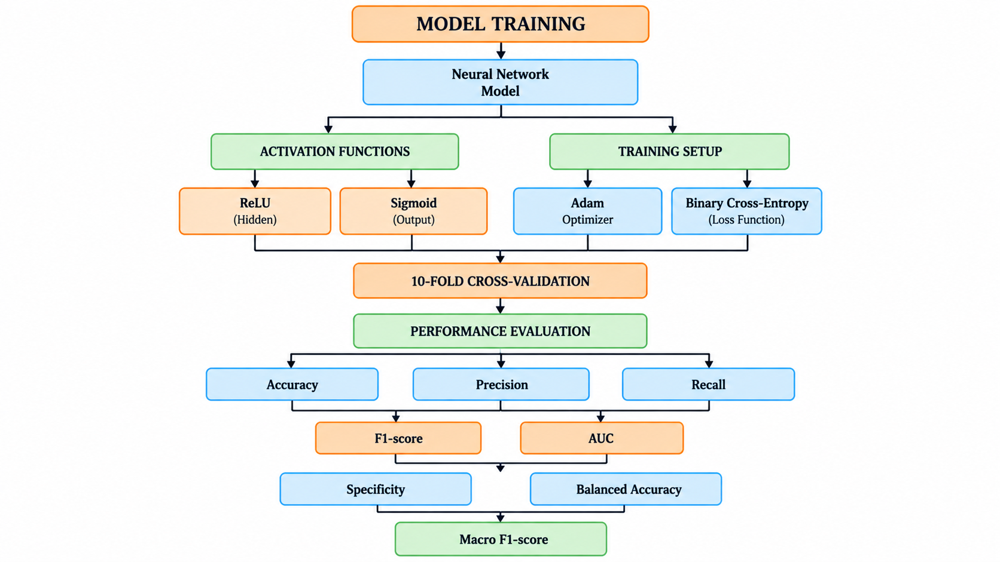 MODEL TRAINING
Neural Network
Model
ACTIVATION FUNCTIONS
TRAINING SETUP
ReLU
(Hidden)
Sigmoid
(Output)
Adam
Optimizer
Binary Cross-Entropy
(Loss Function)
10-FOLD CROSS-VALIDATION
PERFORMANCE EVALUATION
Accuracy
Precision
Recall
F1-score
AUC
Specificity
Balanced Accuracy
Macro F1-score